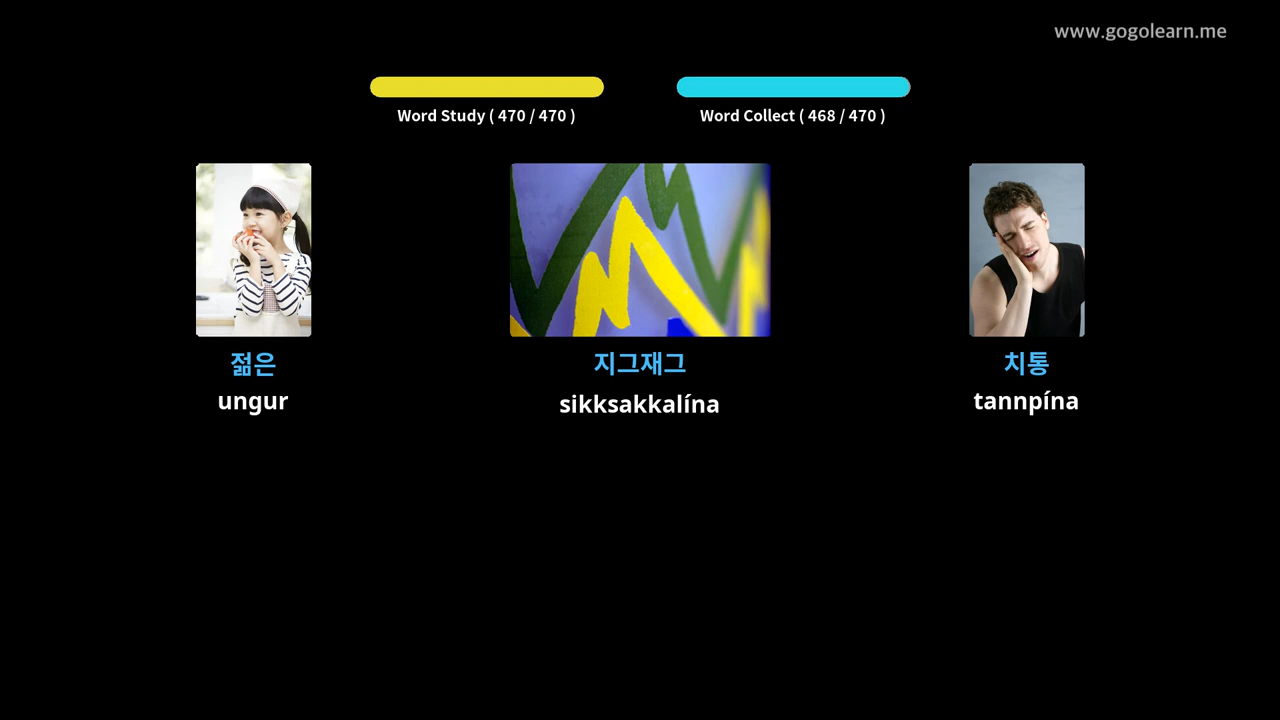 www.gogolearn.me
Word Study ( 470 / 470 )
Word Collect ( 468 / 470 )
젊은
지그재그
치통
ungur
sikksakkalína
tannpína